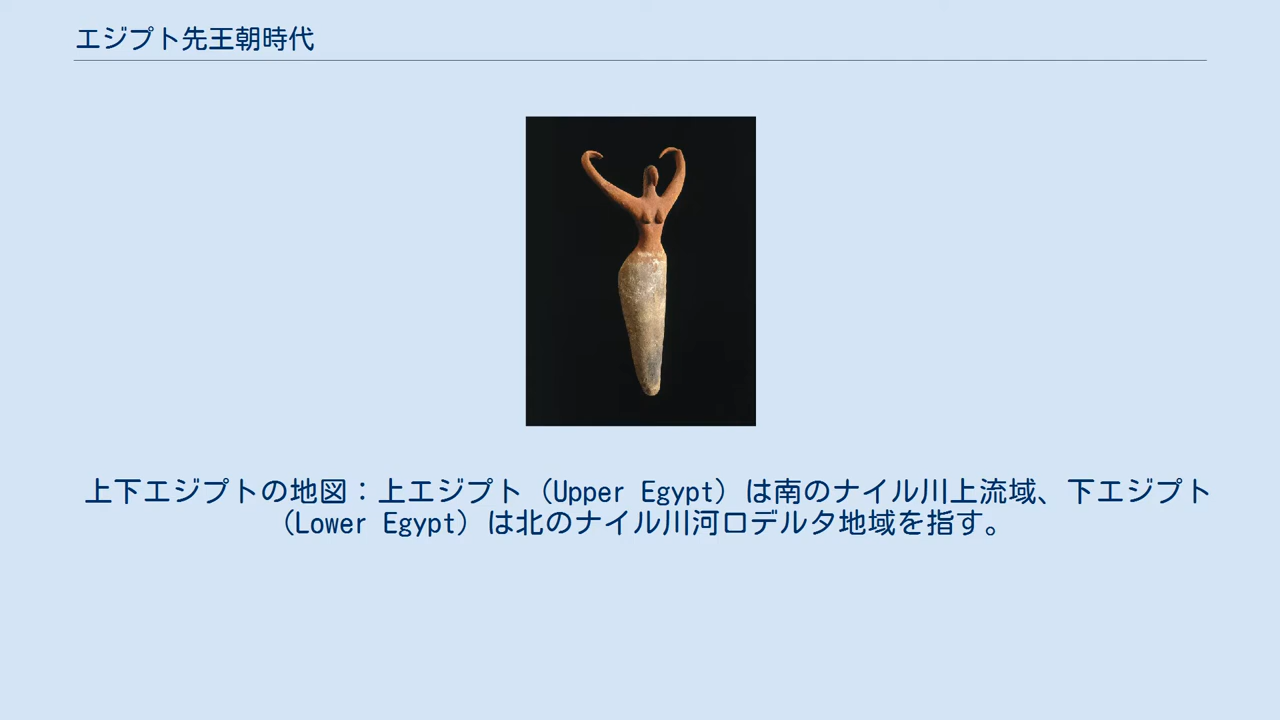 エジプト先王朝時代
上下エジプトの地図：上エジプト（Upper Egypt）は南のナイル川上流域、下エジプト
（Lower Egypt）は北のナイル川河口デルタ地域を指す。